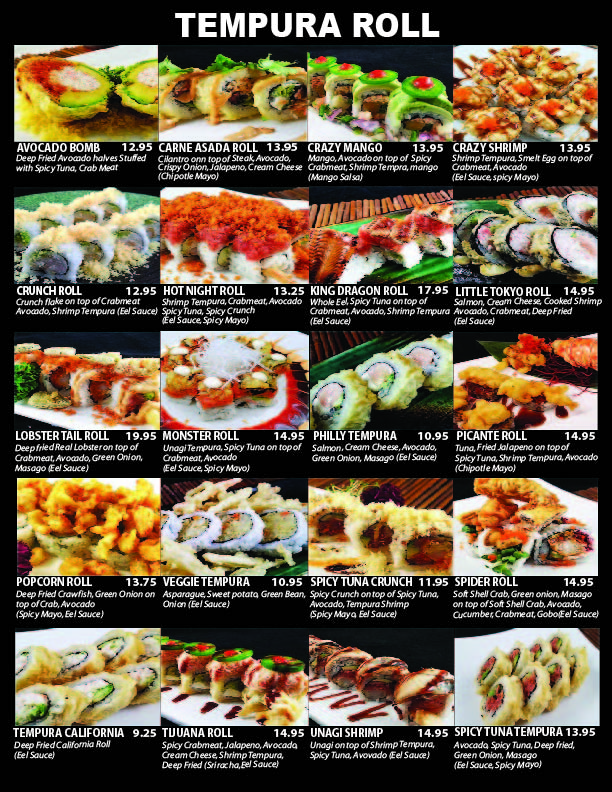 TEMPURA ROLL
AVOCADO BOMB 12.95
Deep Fried Avocado halves Stuffed
with Spicy Tuna, Crab Meat
CARNE ASADA ROLL 13.95
Cilantro onn top of Steak, Avocado,
Crispy Onion, Jalapeno, Cream Cheese
(Chipotle Mayo)
CRAZY MANGO 13.95
Mango, Avocado on top of Spicy
Crabmeat, Shrimp Tempra, mango
(Mango Salsa)
CRAZY SHRIMP 13.95
Shrimp Tempura, Smelt Egg on top of
Crabmeat, Avocado
(Eel Sauce, spicy Mayo)
CRUNCH ROLL 12.95
Crunch flake on top of Crabmeat
Avocado, Shrimp Tempura (Eel Sauce)
HOT NIGHT ROLL 13.25
Shrimp Tempura, Crabmeat, Avocado
Spicy Tuna, Spicy Crunch
(Eel Sauce, Spicy Mayo)
KING DRAGON ROLL 17.95
Whole Eel, Spicy Tuna on top of
Crabmeat, Avocado, Shrimp Tempura
(Eel Sauce)
LITTLE TOKYO ROLL 14.95
Salmon, Cream Cheese, Cooked Shrimp
Avocado, Crabmeat, Deep Fried
(Eel Sauce)
LOBSTER TAIL ROLL 19.95
Deep fried Real Lobster on top of
Crabmeat, Avocado, Green Onion,
Masago (Eel Sauce)
MONSTER ROLL 14.95
Unagi Tempura, Spicy Tuna on top of
Crabmeat, Avocado
(Eel Sauce, Spicy Mayo)
PHILLY TEMPURA 10.95
Salmon, Cream Cheese, Avocado,
Green Onion, Masago (Eel Sauce)
PICANTE ROLL 14.95
Tuna, Fried Jalapeno on top of
Spicy Tuna, Shrimp Tempura, Avocado
(Chipotle Mayo)
POPCORN ROLL 13.75
Deep Fried Crawfish, Green Onion on
top of Crab, Avocado
(Spicy Mayo, Eel Sauce)
VEGGIE TEMPURA 10.95
Asparague, Sweet potato, Green Bean,
Onion (Eel Sauce)
SPICY TUNA CRUNCH 11.95
Spicy Crunch on top of Spicy Tuna,
Avocado, Tempura Shrimp
(Spicy Mayo, Eel Sauce)
SPIDER ROLL 14.95
Soft Shell Crab, Green onion, Masago
on top of Soft Shell Crab, Avocado,
Cucumber, Crabmeat, Gobo(Eel Sauce)
TEMPURA CALIFORNIA 9.25
Deep Fried California Roll
(Eel Sauce)
TIJUANA ROLL 14.95
Spicy Crabmeat, Jalapeno, Avocado,
Cream Cheese, Shrimp Tempura,
Deep Fried (Sriracha,Eel Sauce)
UNAGI SHRIMP 14.95
Unagi on top of Shrimp Tempura,
Spicy Tuna, Avovado (Eel Sauce)
SPICY TUNA TEMPURA 13.95
Avocado, Spicy Tuna, Deep fried,
Green Onion, Masago
(Eel Sauce, Spicy Mayo)